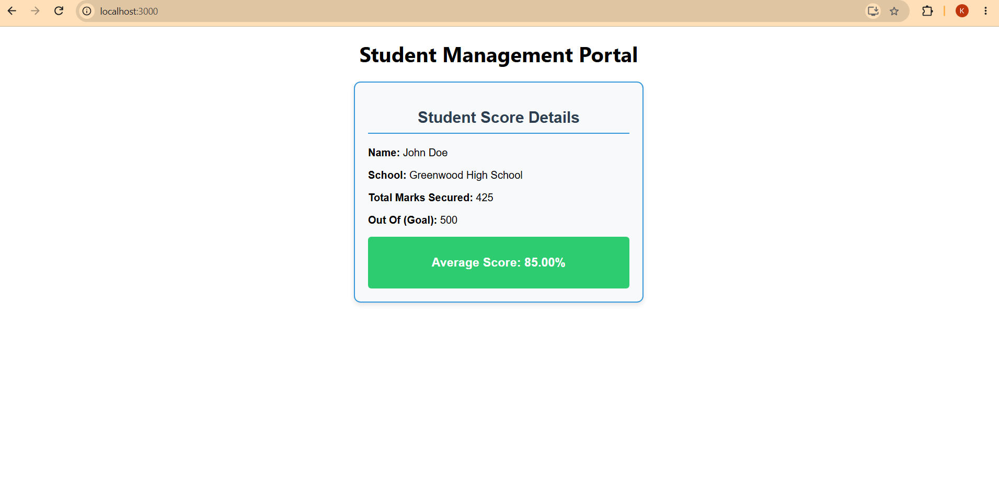 localhost:3000
K
Student Management Portal
Student Score Details
Name: John Doe
School: Greenwood High School
Total Marks Secured: 425
Out Of (Goal): 500
Average Score: 85.00%